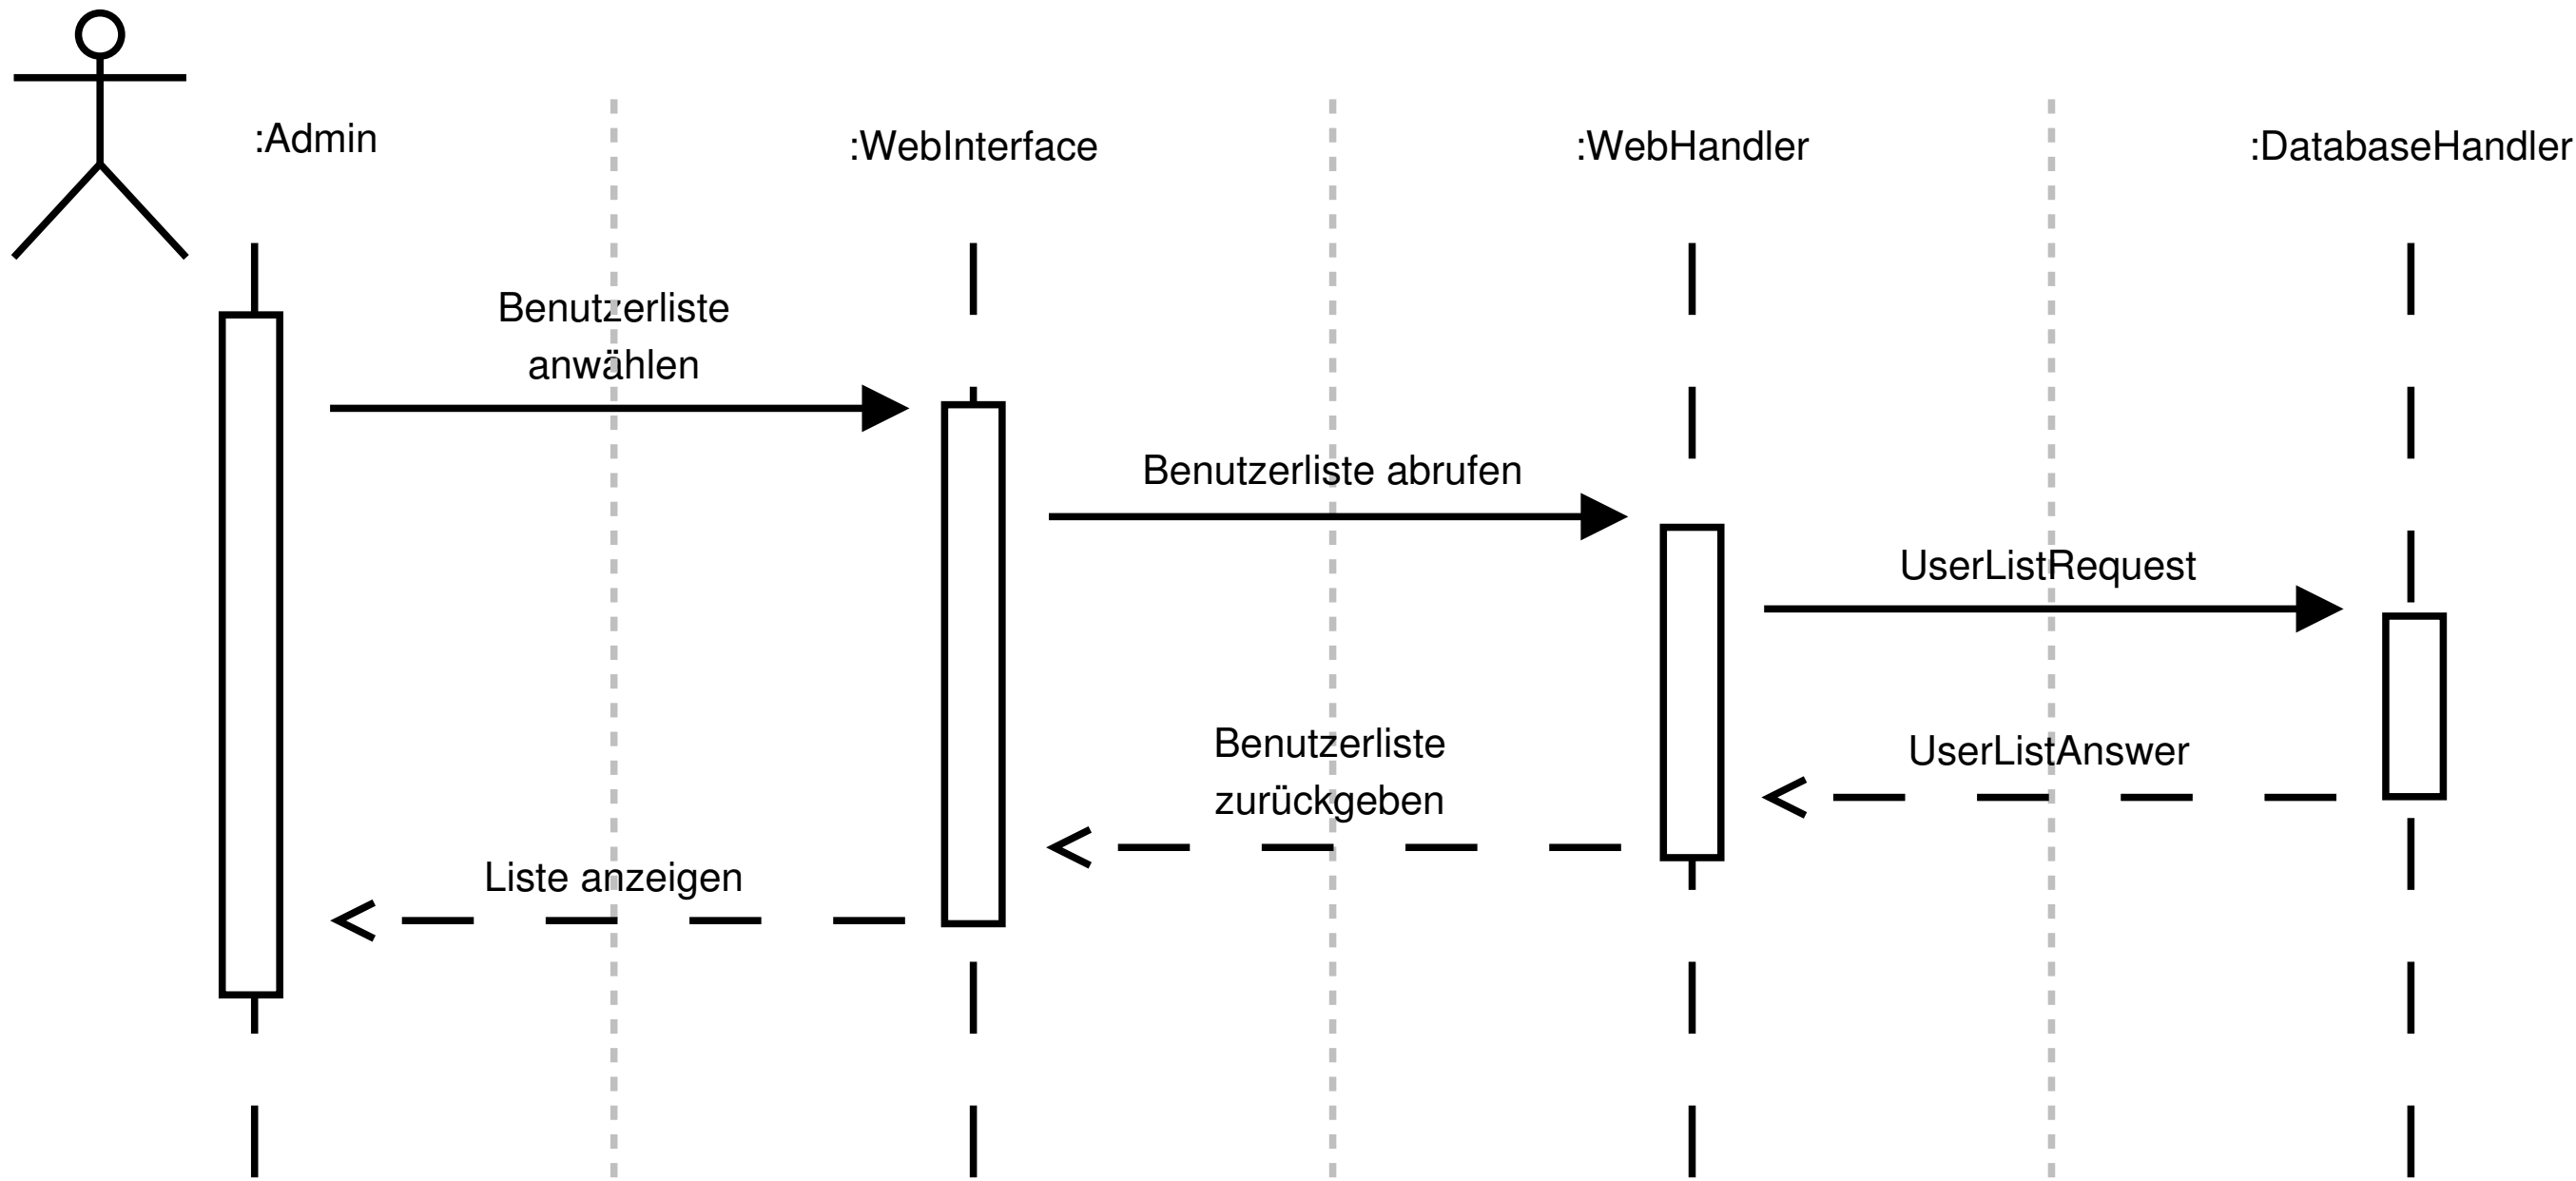 :Admin
:WebInterface
:WebHandler
:DatabaseHandler
Benutzerliste
anwählen
Benutzerliste abrufen
UserListRequest
UserListAnswer
Benutzerliste
zurückgeben
Liste anzeigen